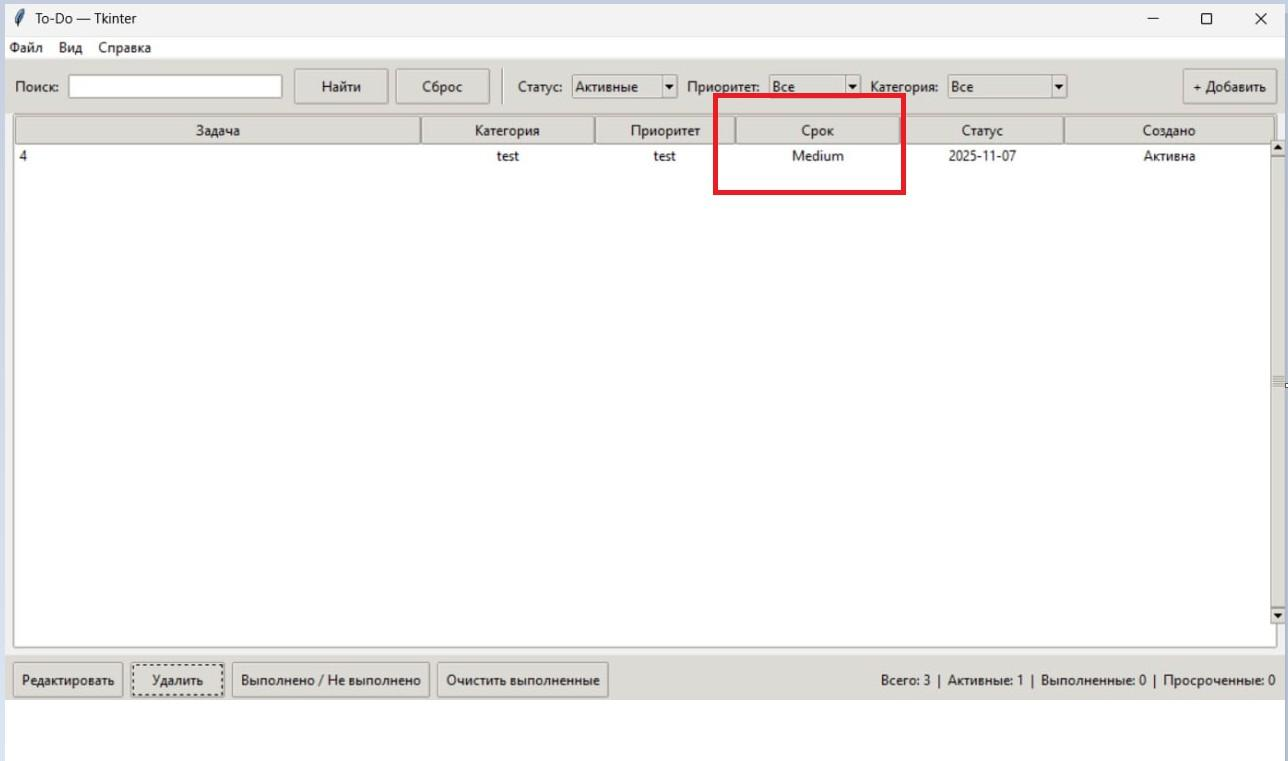 To-Do — Tkinter
Файл Вид Справка
Поиск: Найти Сброс Статус: Активные Приоритет: Все Категория: Все + Добавить
Задача Категория Приоритет Срок Статус Создано
4 test test Medium 2025-11-07 Активна
Редактировать Удалить Выполнено / Не выполнено Очистить выполненные Всего: 3 | Активные: 1 | Выполненные: 0 | Просроченные: 0